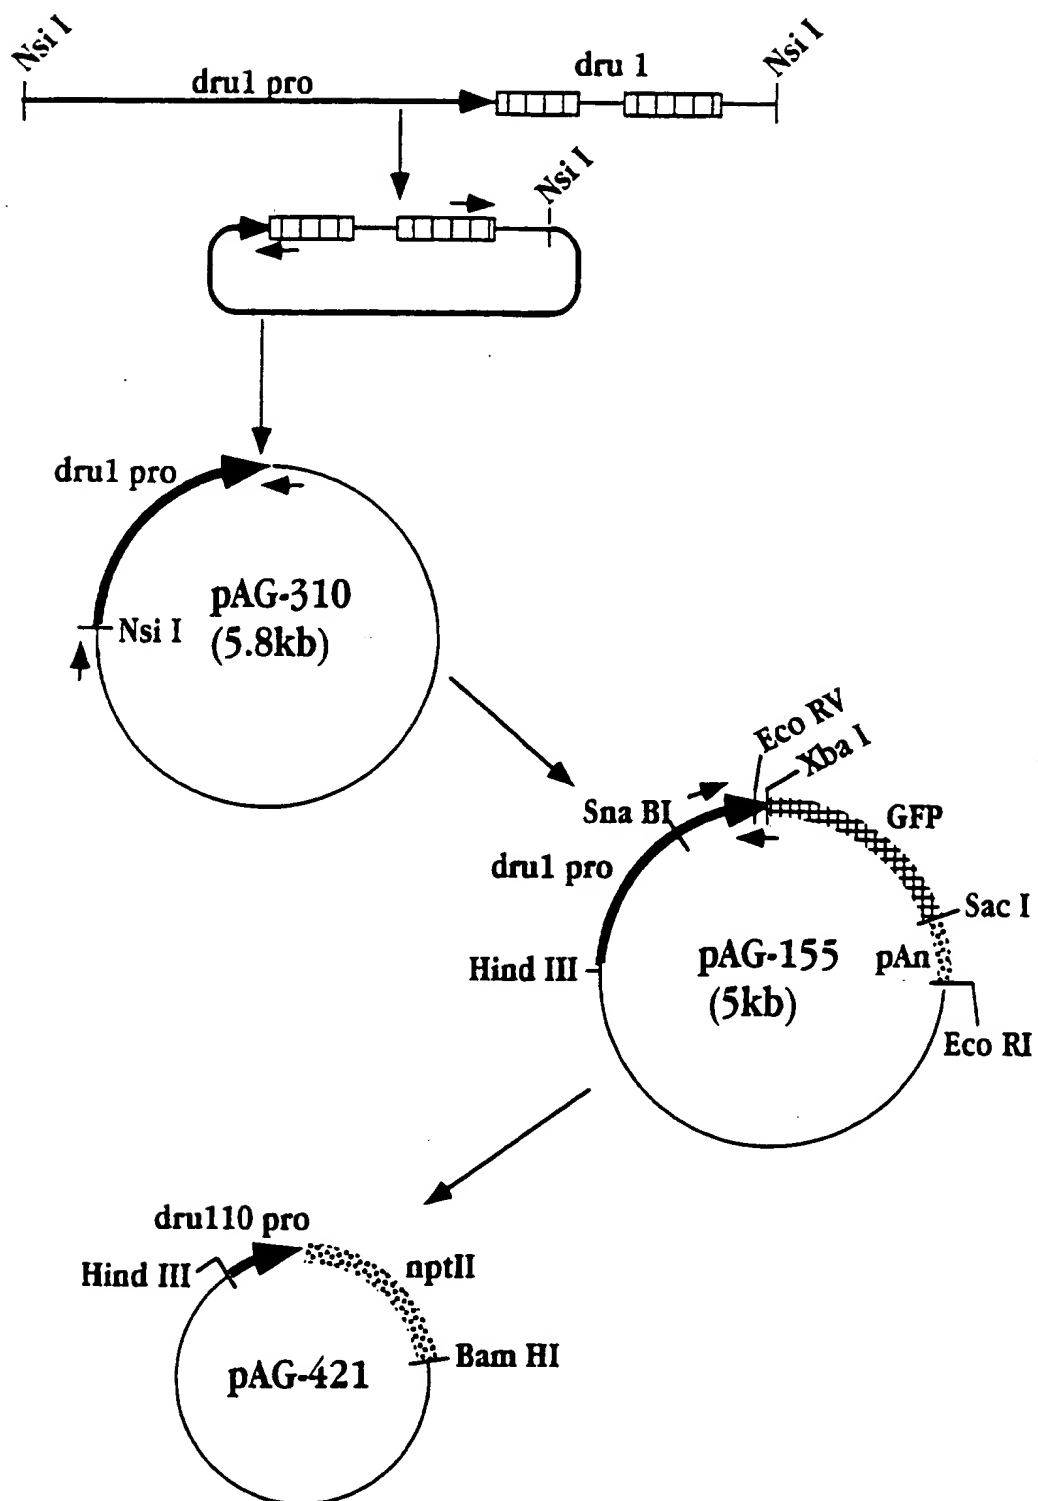 Nsi I
Nsi I
dru1 pro
dru 1
Nsi I
dru1 pro
pAG-310
(5.8kb)
Nsi I
Eco RV
Xba I
Sna BI
GFP
dru1 pro
Sac I
pAG-155
(5kb)
pAn
Hind III
Eco RI
dru110 pro
Hind III
nptII
Bam HI
pAG-421